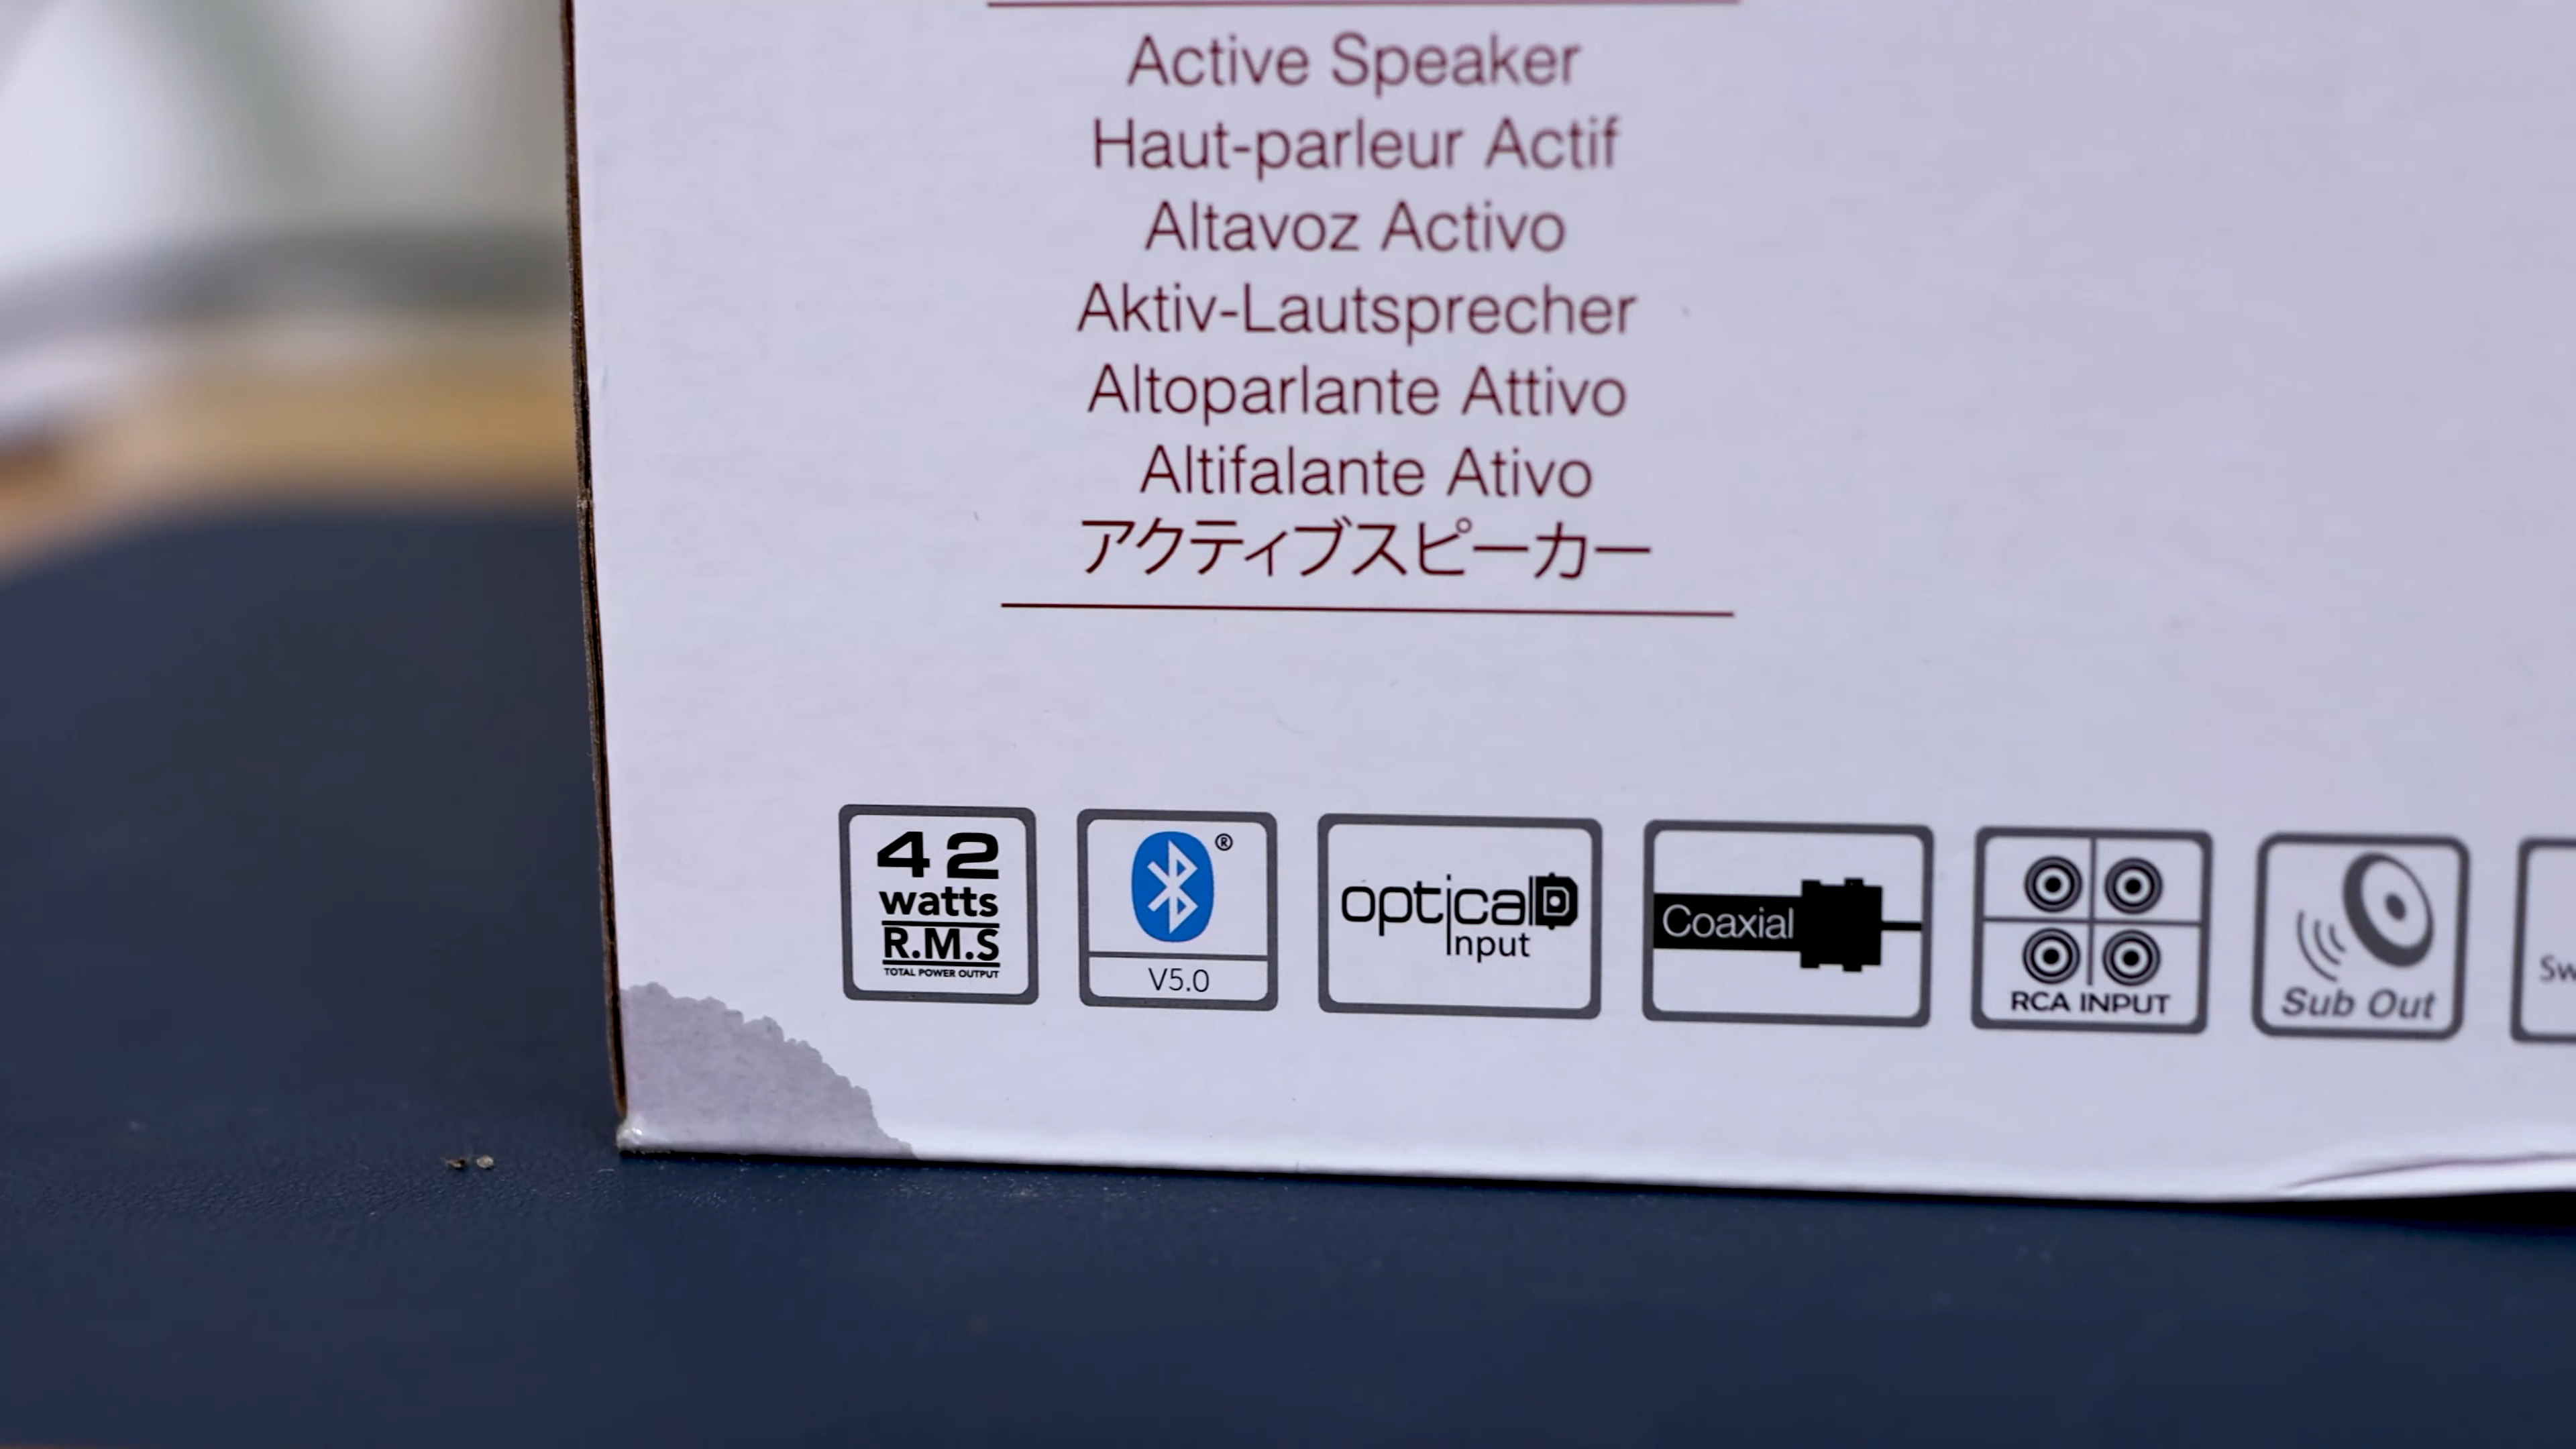 Active Speaker
Haut-parleur Actif
Altavoz Activo
Aktiv-Lautsprecher
Altoparlante Attivo
Altifalante Ativo
アクティブスピーカー
42
watts
R.M.S
TOTAL POWER OUTPUT
®
V5.0
optical D
Input
Coaxial
RCA INPUT
Sub Out